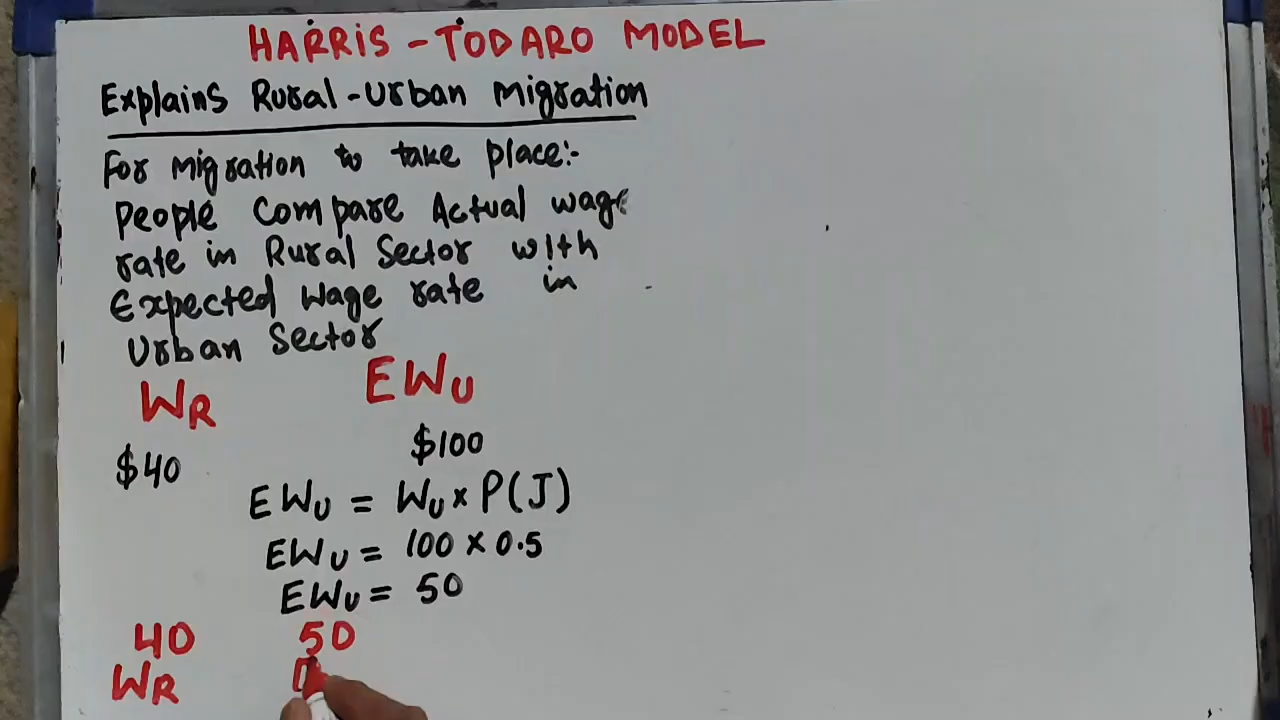 HARRIS - TODARO MODEL
Explains Rural-Urban Migration
For migration to take place:-
People Compare Actual wage
rate in Rural Sector with
Expected wage rate in
Urban Sector
WR EWU
$40 $100
EWU = WU × P(J)
EWU = 100 × 0.5
EWU = 50
40 50
WR